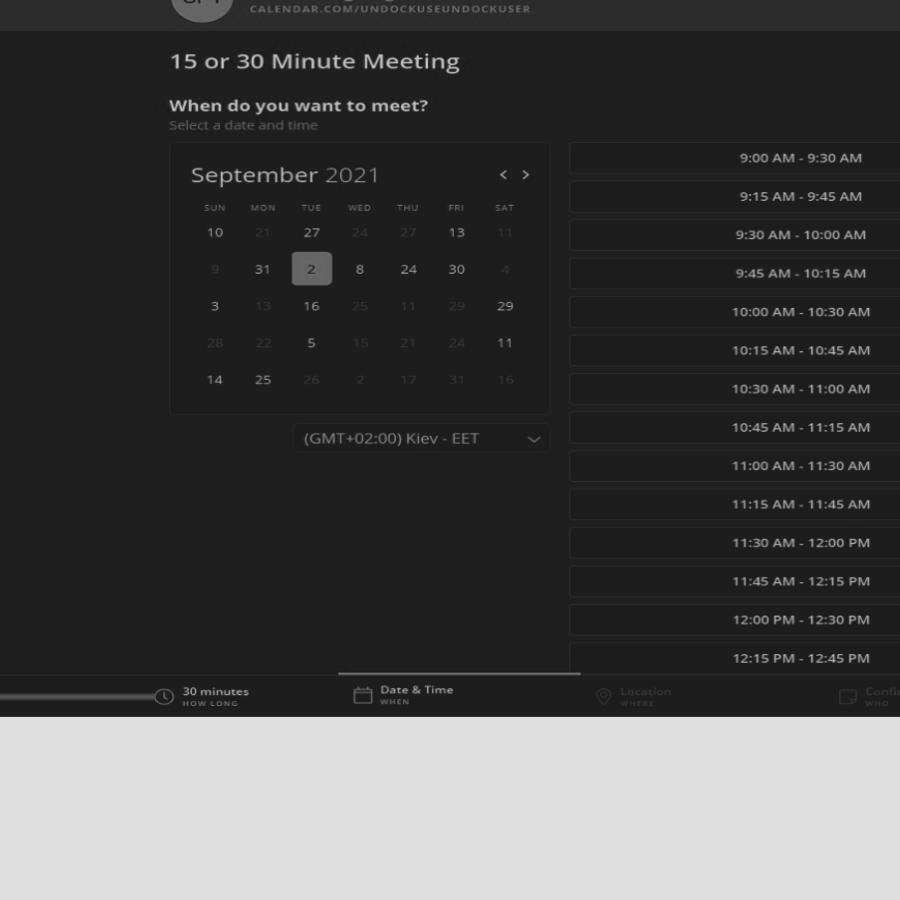 CALENDAR.COM/UNDOCKUSEUNDOCKUSER
15 or 30 Minute Meeting
When do you want to meet?
Select a date and time
September 2021 < >
SUN MON TUE WED THU FRI SAT
10 21 27 24 27 13 11
9 31 2 8 24 30 4
3 13 16 25 11 29 29
28 22 5 15 21 24 11
14 25 26 2 17 31 16
(GMT+02:00) Kiev - EET
9:00 AM - 9:30 AM
9:15 AM - 9:45 AM
9:30 AM - 10:00 AM
9:45 AM - 10:15 AM
10:00 AM - 10:30 AM
10:15 AM - 10:45 AM
10:30 AM - 11:00 AM
10:45 AM - 11:15 AM
11:00 AM - 11:30 AM
11:15 AM - 11:45 AM
11:30 AM - 12:00 PM
11:45 AM - 12:15 PM
12:00 PM - 12:30 PM
12:15 PM - 12:45 PM
30 minutes
HOW LONG
Date & Time
WHEN
Location
WHERE
WHO